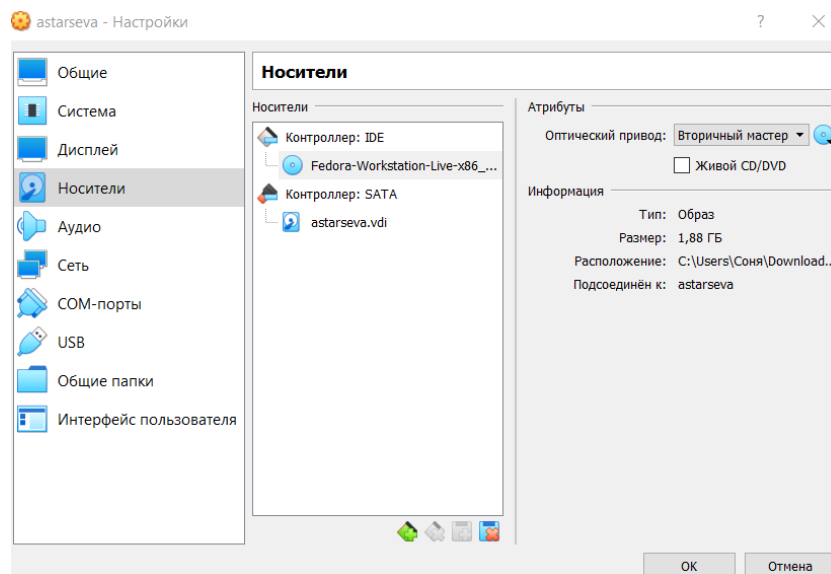 astarseva - Настройки
?
Общие
Система
Дисплей
Носители
Аудио
Сеть
COM-порты
USB
Общие папки
Интерфейс пользователя
Носители
Носители
Контроллер: IDE
Fedora-Workstation-Live-x86_...
Контроллер: SATA
astarseva.vdi
Атрибуты
Оптический привод: Вторичный мастер
Живой CD/DVD
Информация
Тип: Образ
Размер: 1,88 ГБ
Расположение: C:\Users\Соня\Download...
Подсоединён к: astarseva
OK Отмена